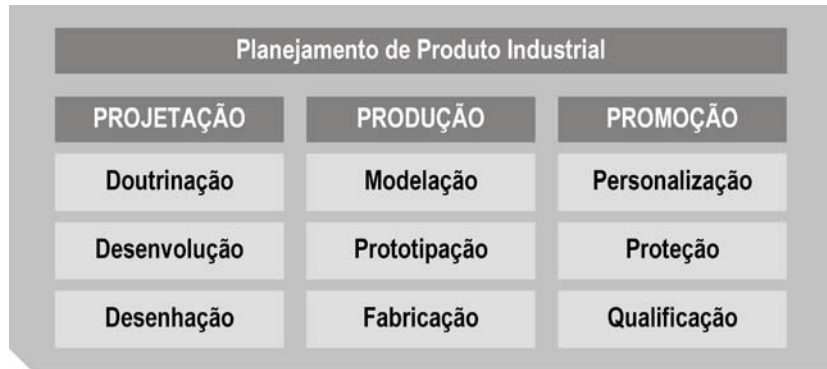 Planejamento de Produto Industrial
PROJETAÇÃO PRODUÇÃO PROMOÇÃO
Doutrinação Modelação Personalização
Desenvolução Prototipação Proteção
Desenhação Fabricação Qualificação